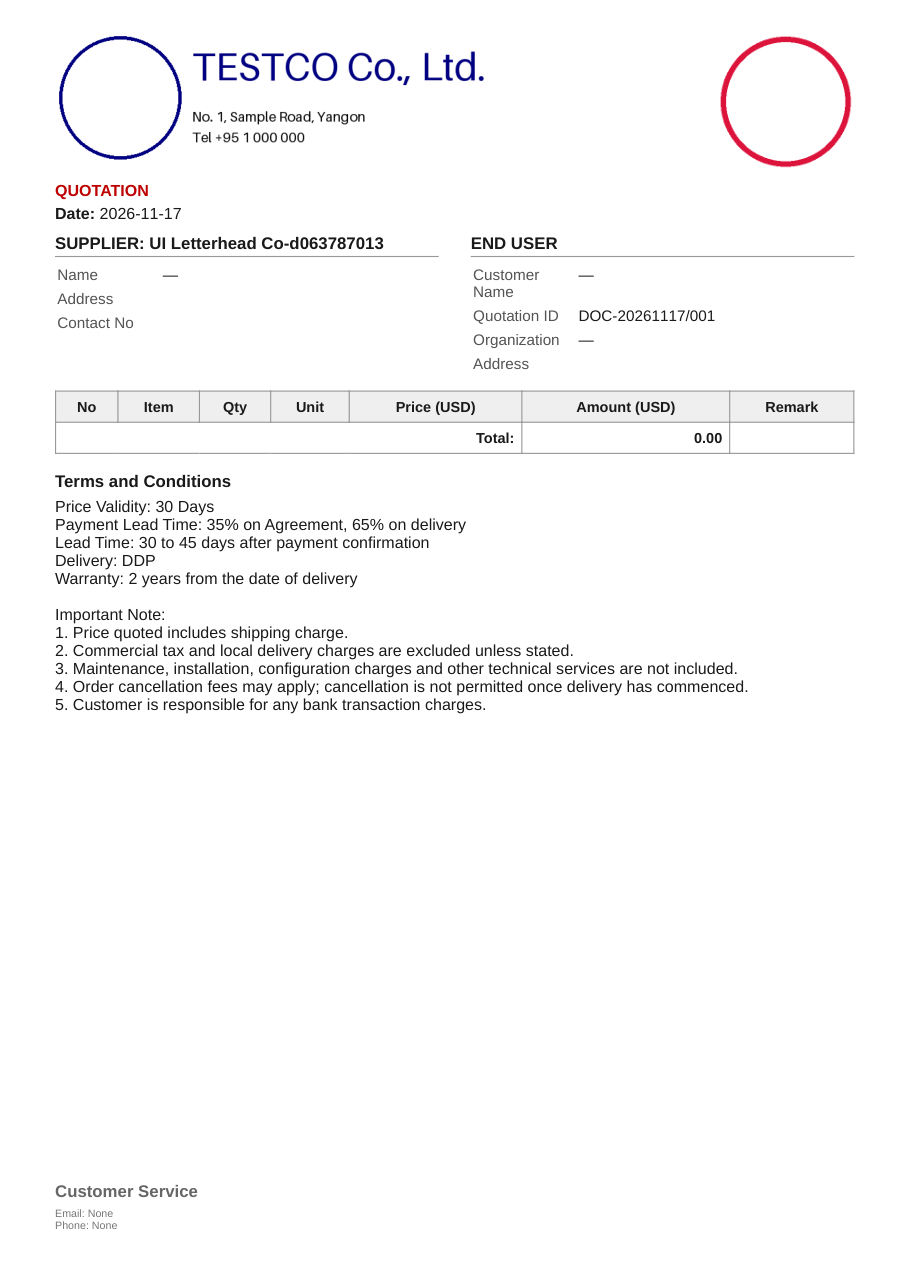 TESTCO Co., Ltd.
No. 1, Sample Road, Yangon
Tel +95 1 000 000
QUOTATION
Date: 2026-11-17
SUPPLIER: UI Letterhead Co-d063787013
Name —
Address
Contact No
END USER
Customer Name —
Quotation ID DOC-20261117/001
Organization —
Address
No Item Qty Unit Price (USD) Amount (USD) Remark
Total: 0.00
Terms and Conditions
Price Validity: 30 Days
Payment Lead Time: 35% on Agreement, 65% on delivery
Lead Time: 30 to 45 days after payment confirmation
Delivery: DDP
Warranty: 2 years from the date of delivery
Important Note:
1. Price quoted includes shipping charge.
2. Commercial tax and local delivery charges are excluded unless stated.
3. Maintenance, installation, configuration charges and other technical services are not included.
4. Order cancellation fees may apply; cancellation is not permitted once delivery has commenced.
5. Customer is responsible for any bank transaction charges.
Customer Service
Email: None
Phone: None